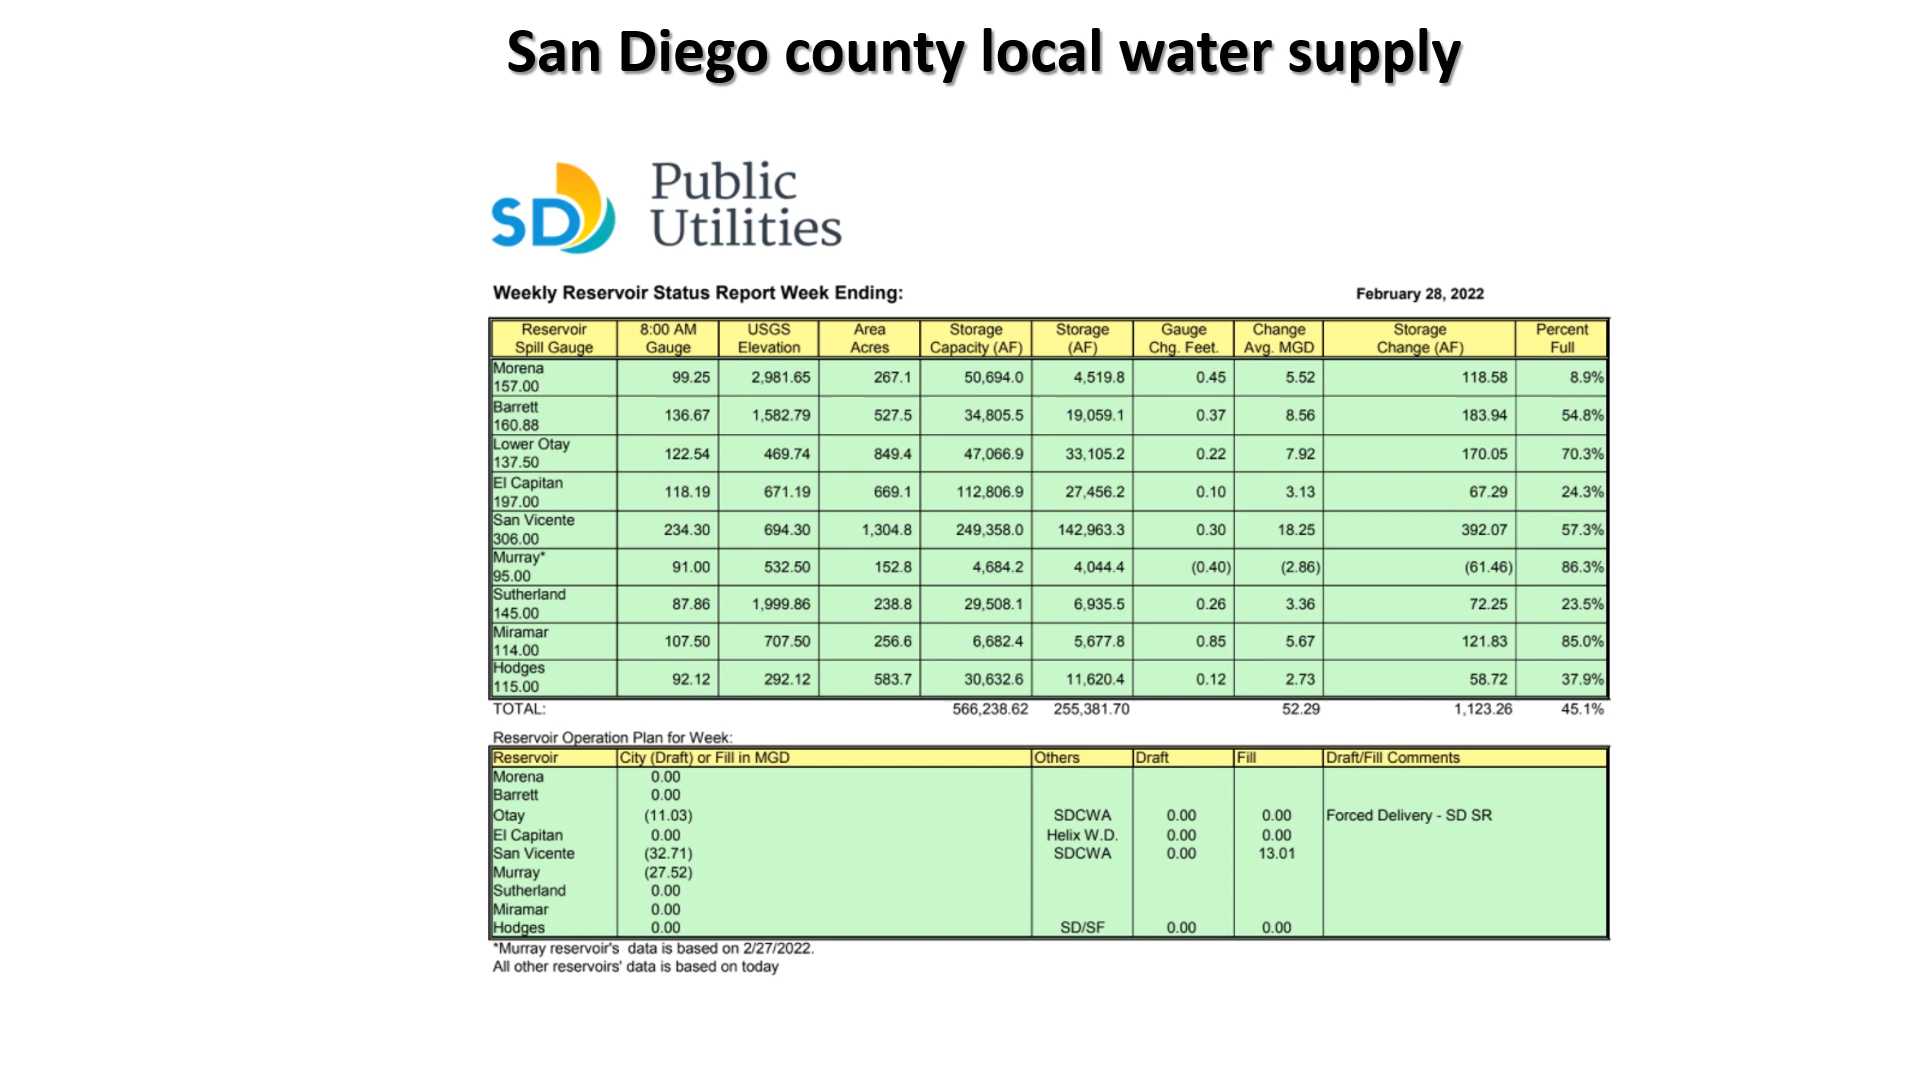 San Diego county local water supply
SD Public Utilities
Weekly Reservoir Status Report Week Ending: February 28, 2022
Reservoir Spill Gauge 8:00 AM Gauge USGS Elevation Area Acres Storage Capacity (AF) Storage (AF) Gauge Chg. Feet. Change Avg. MGD Storage Change (AF) Percent Full
Morena 157.00 99.25 2,981.65 267.1 50,694.0 4,519.8 0.45 5.52 118.58 8.9%
Barrett 160.88 136.67 1,582.79 527.5 34,805.5 19,059.1 0.37 8.56 183.94 54.8%
Lower Otay 137.50 122.54 469.74 849.4 47,066.9 33,105.2 0.22 7.92 170.05 70.3%
El Capitan 197.00 118.19 671.19 669.1 112,806.9 27,456.2 0.10 3.13 67.29 24.3%
San Vicente 306.00 234.30 694.30 1,304.8 249,358.0 142,963.3 0.30 18.25 392.07 57.3%
Murray* 95.00 91.00 532.50 152.8 4,684.2 4,044.4 (0.40) (2.86) (61.46) 86.3%
Sutherland 145.00 87.86 1,999.86 238.8 29,508.1 6,935.5 0.26 3.36 72.25 23.5%
Miramar 114.00 107.50 707.50 256.6 6,682.4 5,677.8 0.85 5.67 121.83 85.0%
Hodges 115.00 92.12 292.12 583.7 30,632.6 11,620.4 0.12 2.73 58.72 37.9%
TOTAL: 566,238.62 255,381.70 52.29 1,123.26 45.1%
Reservoir Operation Plan for Week:
Reservoir City (Draft) or Fill in MGD Others Draft Fill Draft/Fill Comments
Morena 0.00
Barrett 0.00
Otay (11.03) SDCWA 0.00 0.00 Forced Delivery - SD SR
El Capitan 0.00 Helix W.D. 0.00 0.00
San Vicente (32.71) SDCWA 0.00 13.01
Murray (27.52)
Sutherland 0.00
Miramar 0.00
Hodges 0.00 SD/SF 0.00 0.00
*Murray reservoir's data is based on 2/27/2022.
All other reservoirs' data is based on today